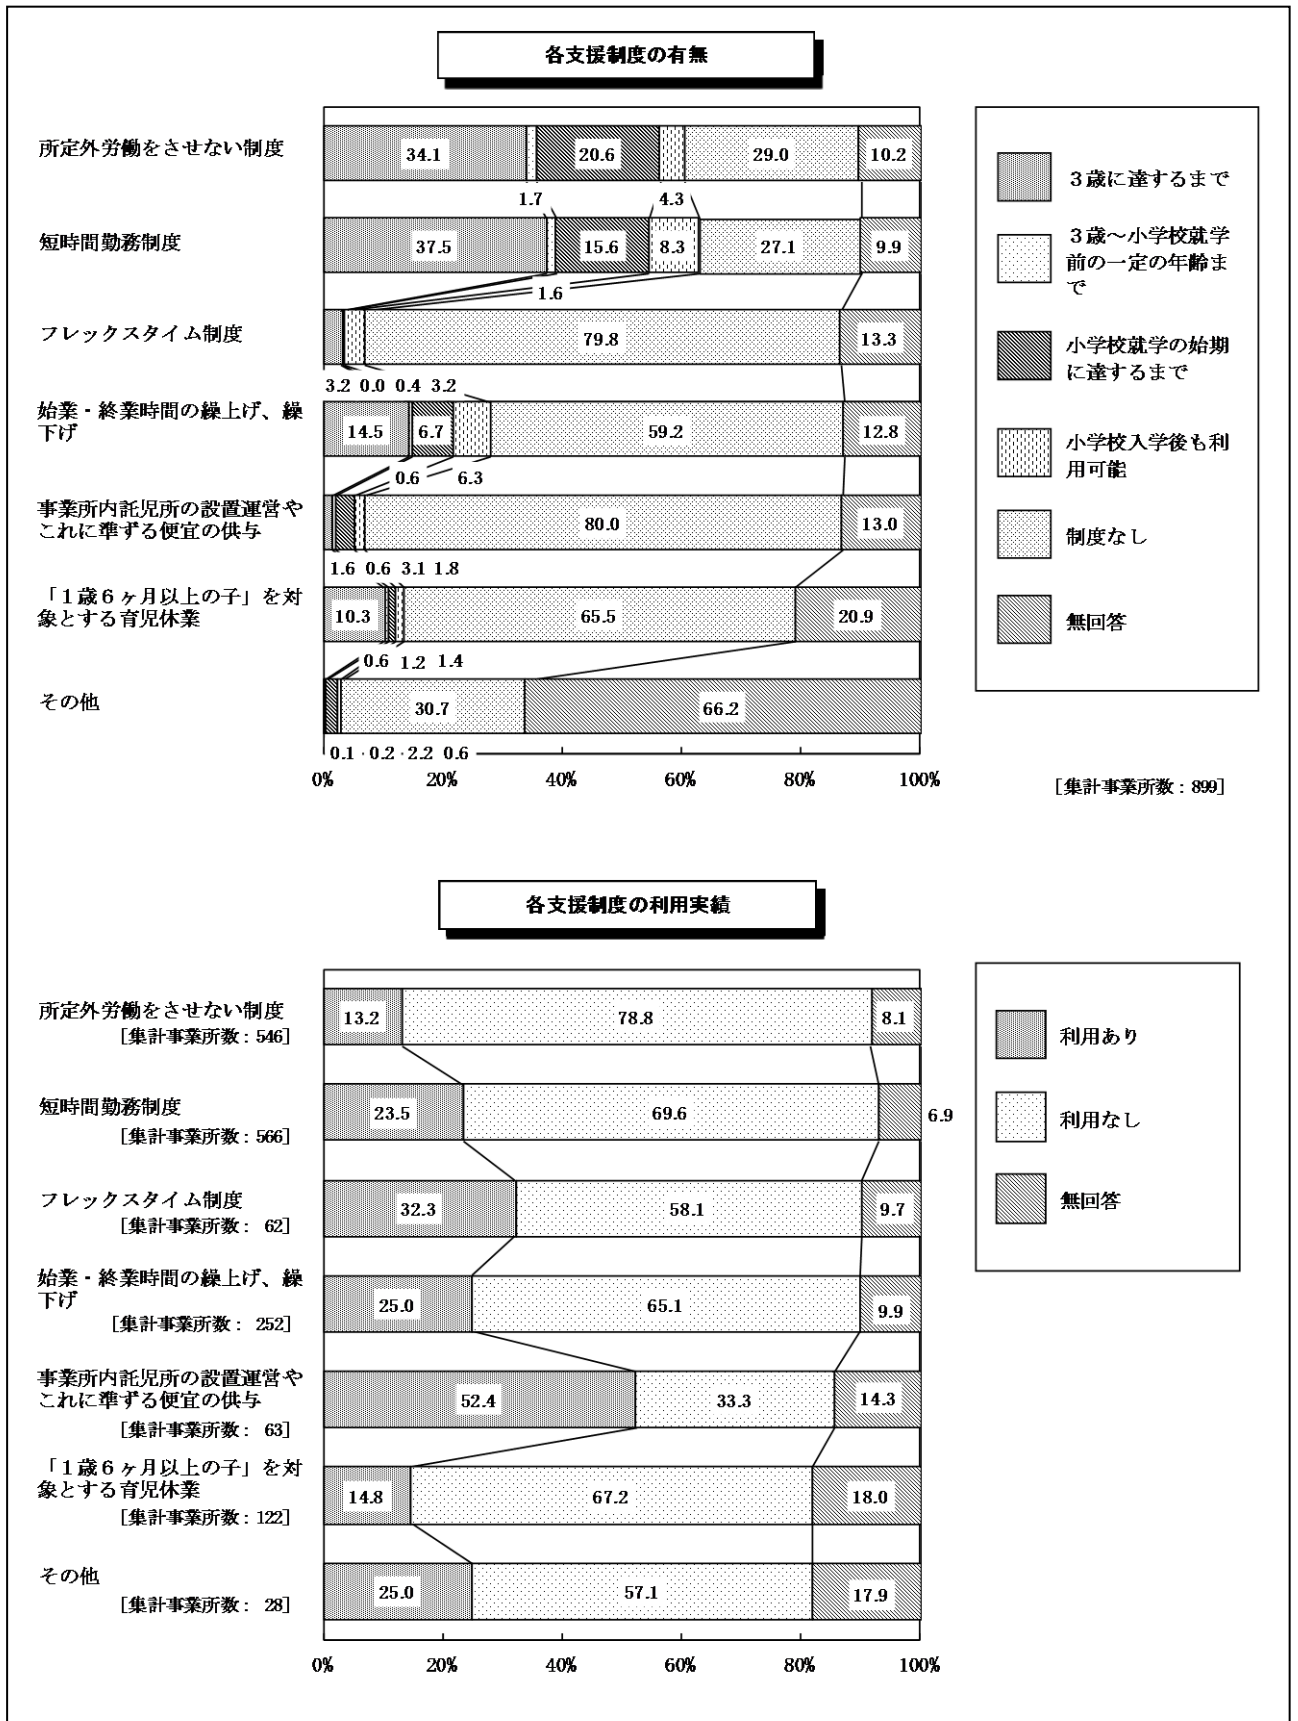 各支援制度の有無
所定外労働をさせない制度
34.1 20.6 29.0 10.2
1.7 4.3
短時間勤務制度
37.5 15.6 8.3 27.1 9.9
1.6
フレックスタイム制度
79.8 13.3
3.2 0.0 0.4 3.2
始業・終業時間の繰上げ、繰
下げ
14.5 6.7 59.2 12.8
0.6 6.3
事業所内託児所の設置運営や
これに準ずる便宜の供与
80.0 13.0
1.6 0.6 3.1 1.8
「1歳6ヶ月以上の子」を対
象とする育児休業
10.3 65.5 20.9
0.6 1.2 1.4
その他
30.7 66.2
0.1 0.2 2.2 0.6
0% 20% 40% 60% 80% 100%
3歳に達するまで
3歳～小学校就学
前の一定の年齢ま
で
小学校就学の始期
に達するまで
小学校入学後も利
用可能
制度なし
無回答
[集計事業所数：899]
各支援制度の利用実績
所定外労働をさせない制度
[集計事業所数：546]
13.2 78.8 8.1
短時間勤務制度
[集計事業所数：566]
23.5 69.6 6.9
フレックスタイム制度
[集計事業所数： 62]
32.3 58.1 9.7
始業・終業時間の繰上げ、繰
下げ
[集計事業所数： 252]
25.0 65.1 9.9
事業所内託児所の設置運営や
これに準ずる便宜の供与
[集計事業所数： 63]
52.4 33.3 14.3
「1歳6ヶ月以上の子」を対
象とする育児休業
[集計事業所数：122]
14.8 67.2 18.0
その他
[集計事業所数： 28]
25.0 57.1 17.9
0% 20% 40% 60% 80% 100%
利用あり
利用なし
無回答